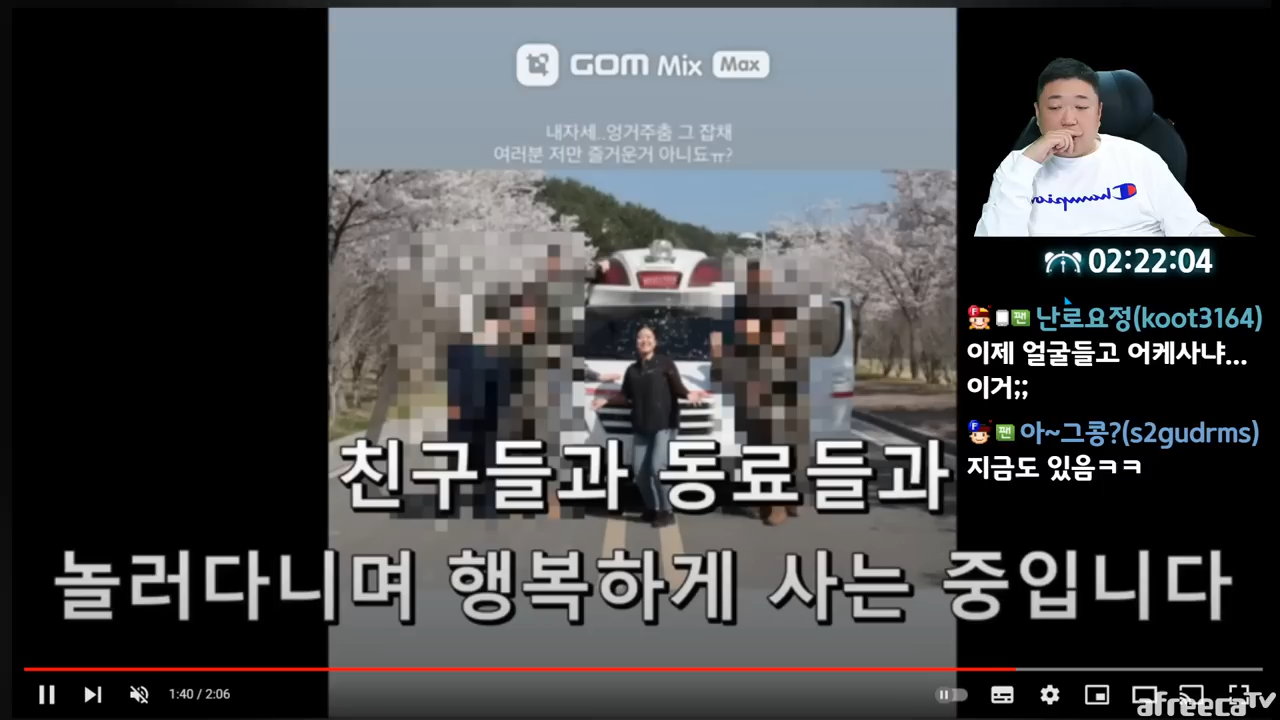 GOM Mix Max
내자세..엉거주춤 그 잡채
여러분 저만 즐거운거 아니됴ㅠ?
Champion
02:22:04
난로요정(koot3164)
이제 얼굴들고 어케사냐...
이거;;
팬 아~그콩?(s2gudrms)
지금도 있음ㅋㅋ
친구들과 동료들과
놀러다니며 행복하게 사는 중입니다
1:40 / 2:06
afreecaTV